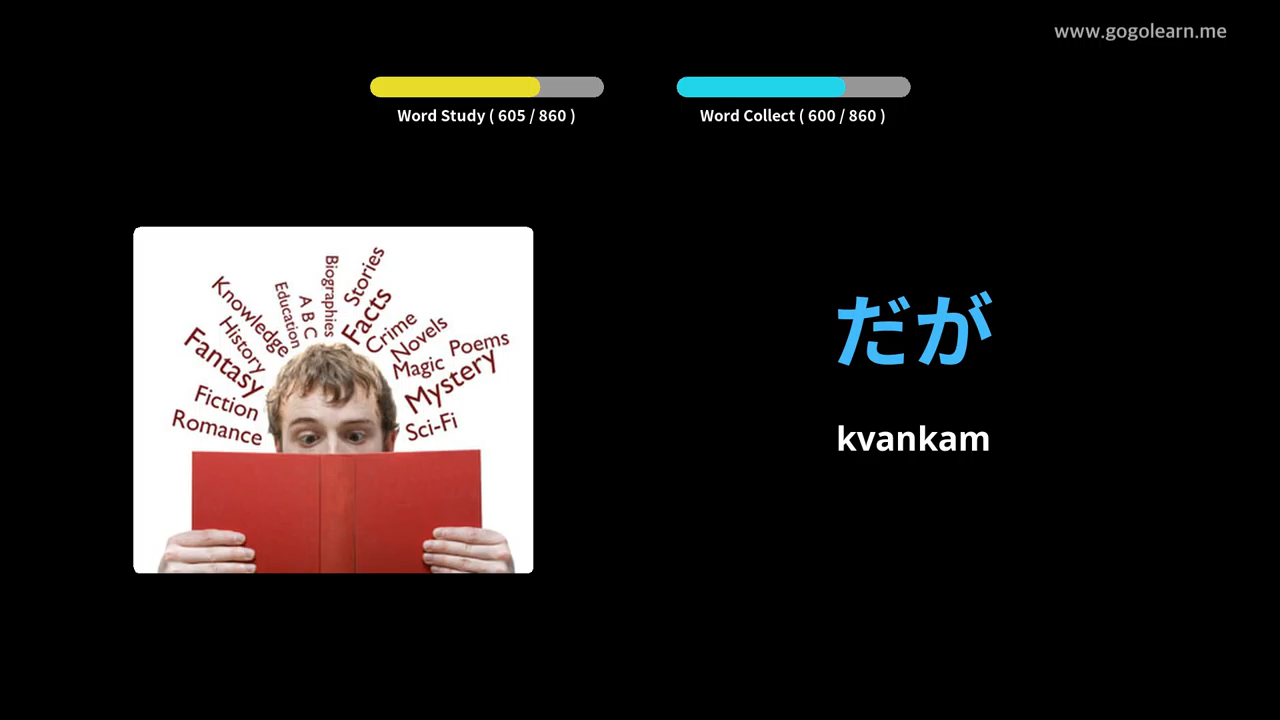 www.gogolearn.me
Word Study ( 605 / 860 )
Word Collect ( 600 / 860 )
Knowledge
Education
A B C
Biographies
Stories
Facts
Crime
Novels
Poems
Magic
Mystery
Sci-Fi
History
Fantasy
Fiction
Romance
だが
kvankam